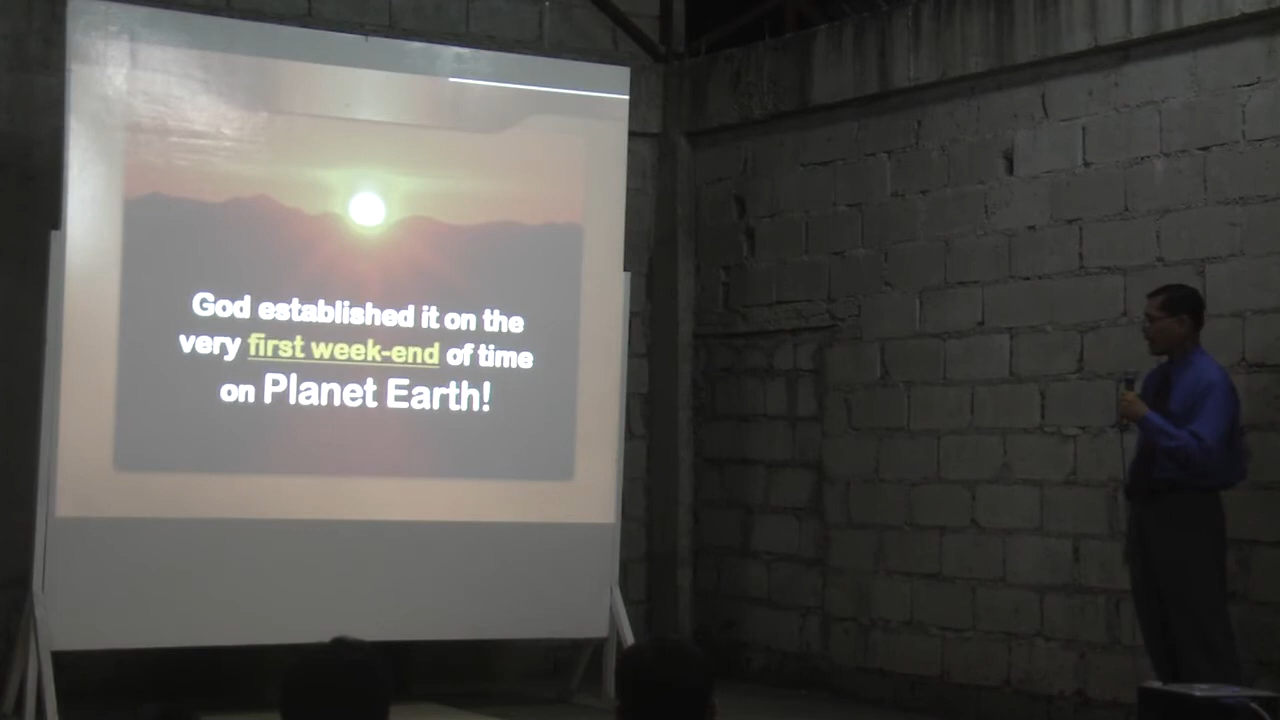 God established it on the
very first week-end of time
on Planet Earth!